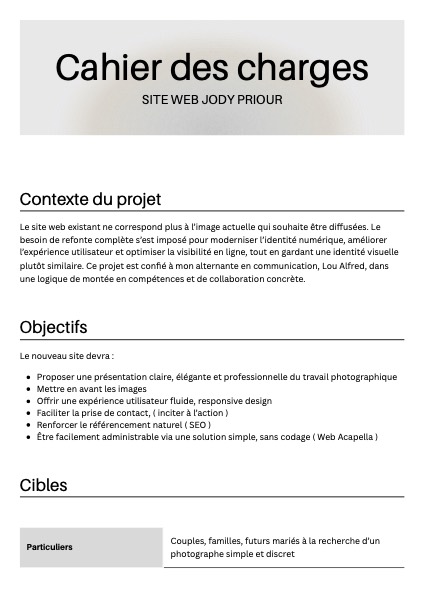 Cahier des charges
SITE WEB JODY PRIOUR
Contexte du projet
Le site web existant ne correspond plus à l'image actuelle qui souhaite être diffusées. Le
besoin de refonte complète s'est imposé pour moderniser l'identité numérique, améliorer
l'expérience utilisateur et optimiser la visibilité en ligne, tout en gardant une identité visuelle
plutôt similaire. Ce projet est confié à mon alternante en communication, Lou Alfred, dans
une logique de montée en compétences et de collaboration concrète.
Objectifs
Le nouveau site devra :
• Proposer une présentation claire, élégante et professionnelle du travail photographique
• Mettre en avant les images
• Offrir une expérience utilisateur fluide, responsive design
• Faciliter la prise de contact, ( inciter à l'action )
• Renforcer le référencement naturel ( SEO )
• Être facilement administrable via une solution simple, sans codage ( Web Acapella )
Cibles
Particuliers
Couples, familles, futurs mariés à la recherche d'un
photographe simple et discret